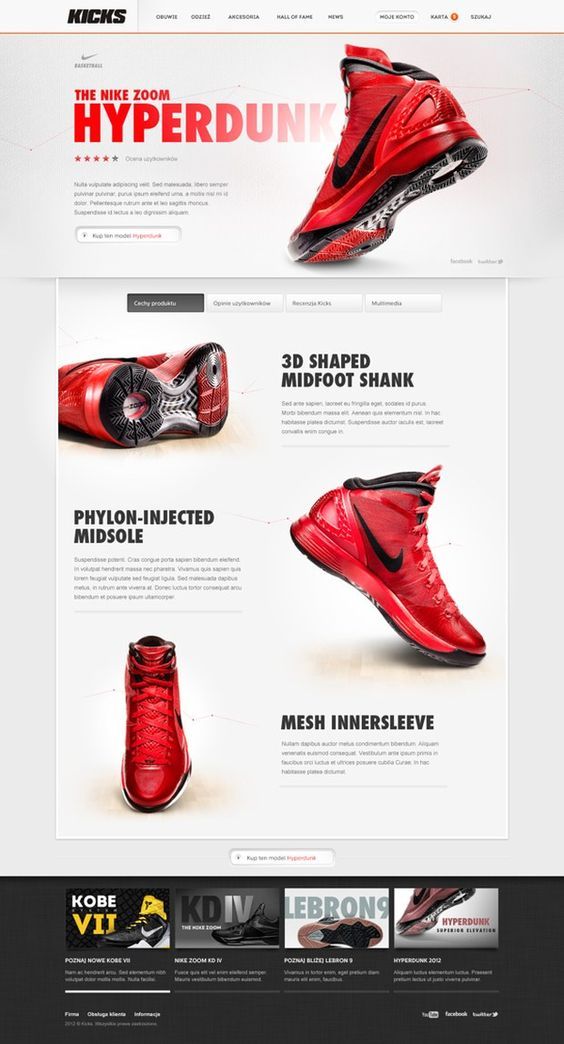 KICKS
OBUWIE ODZIEŻ AKCESORIA HALL OF FAME NEWS MOJE KONTO KARTA SZUKAJ
BASKETBALL
THE NIKE ZOOM
HYPERDUNK
Ocena użytkowników
Nulla vulputate adipiscing velit. Sed malesuada, libero semper
pulvinar pulvinar, purus ipsum eleifend urna, a mollis nisl mi id
dolor. Pellentesque rutrum ante et leo sagittis rhoncus.
Suspendisse id lectus a leo dignissim aliquam.
Kup ten model Hyperdunk
facebook twitter
Cechy produktu Opinie użytkowników Recenzja Kicks Multimedia
3D SHAPED
MIDFOOT SHANK
Sed ante sapien, laoreet eu fringilla eget, sodales id purus.
Morbi bibendum massa elit. Aenean quis elementum nisl. In hac
habitasse platea dictumst. Suspendisse auctor iaculis est, laoreet
convallis enim congue in.
PHYLON-INJECTED
MIDSOLE
Suspendisse potenti. Cras congue porta sapien bibendum eleifend.
In volutpat hendrerit massa nec pharetra. Vivamus quis sapien quis
lorem feugiat vulputate sed feugiat ligula. Sed malesuada dapibus
metus, in rutrum ante viverra at. Donec luctus tortor congue arcu
bibendum et posuere ipsum ullamcorper.
MESH INNERSLEEVE
Nullam dapibus auctor metus condimentum bibendum. Aliquam
venenatis euismod consequat. Vestibulum ante ipsum primis in
faucibus orci luctus et ultrices posuere cubilia Curae; In hac
habitasse platea dictumst.
Kup ten model Hyperdunk
KOBE
SYSTEM
VII
KD IV
THE NIKE ZOOM
LEBRON9
HYPERDUNK
SUPERIOR ELEVATION
POZNAJ NOWE KOBE VII
NIKE ZOOM KD IV
POZNAJ BLIŻEJ LEBRON 9
HYPERDUNK 2012
Nam ac hendrerit arcu. Sed elementum nibh
volutpat dolor mollis mollis. Nulla facilisi.
Fusce quis elit vel enim eleifend semper.
Mauris vestibulum bibendum euismod.
Vivamus in tortor enim, eget pretium diam
mauris elit enim, faucibus.
Aliquam luctus elementum luctus. Praesent
pretium lectus ut justo viverra pulvinar.
Firma Obsługa klienta Informacje
You Tube facebook twitter
2012 © Kicks. Wszystkie prawa zastrzeżone.